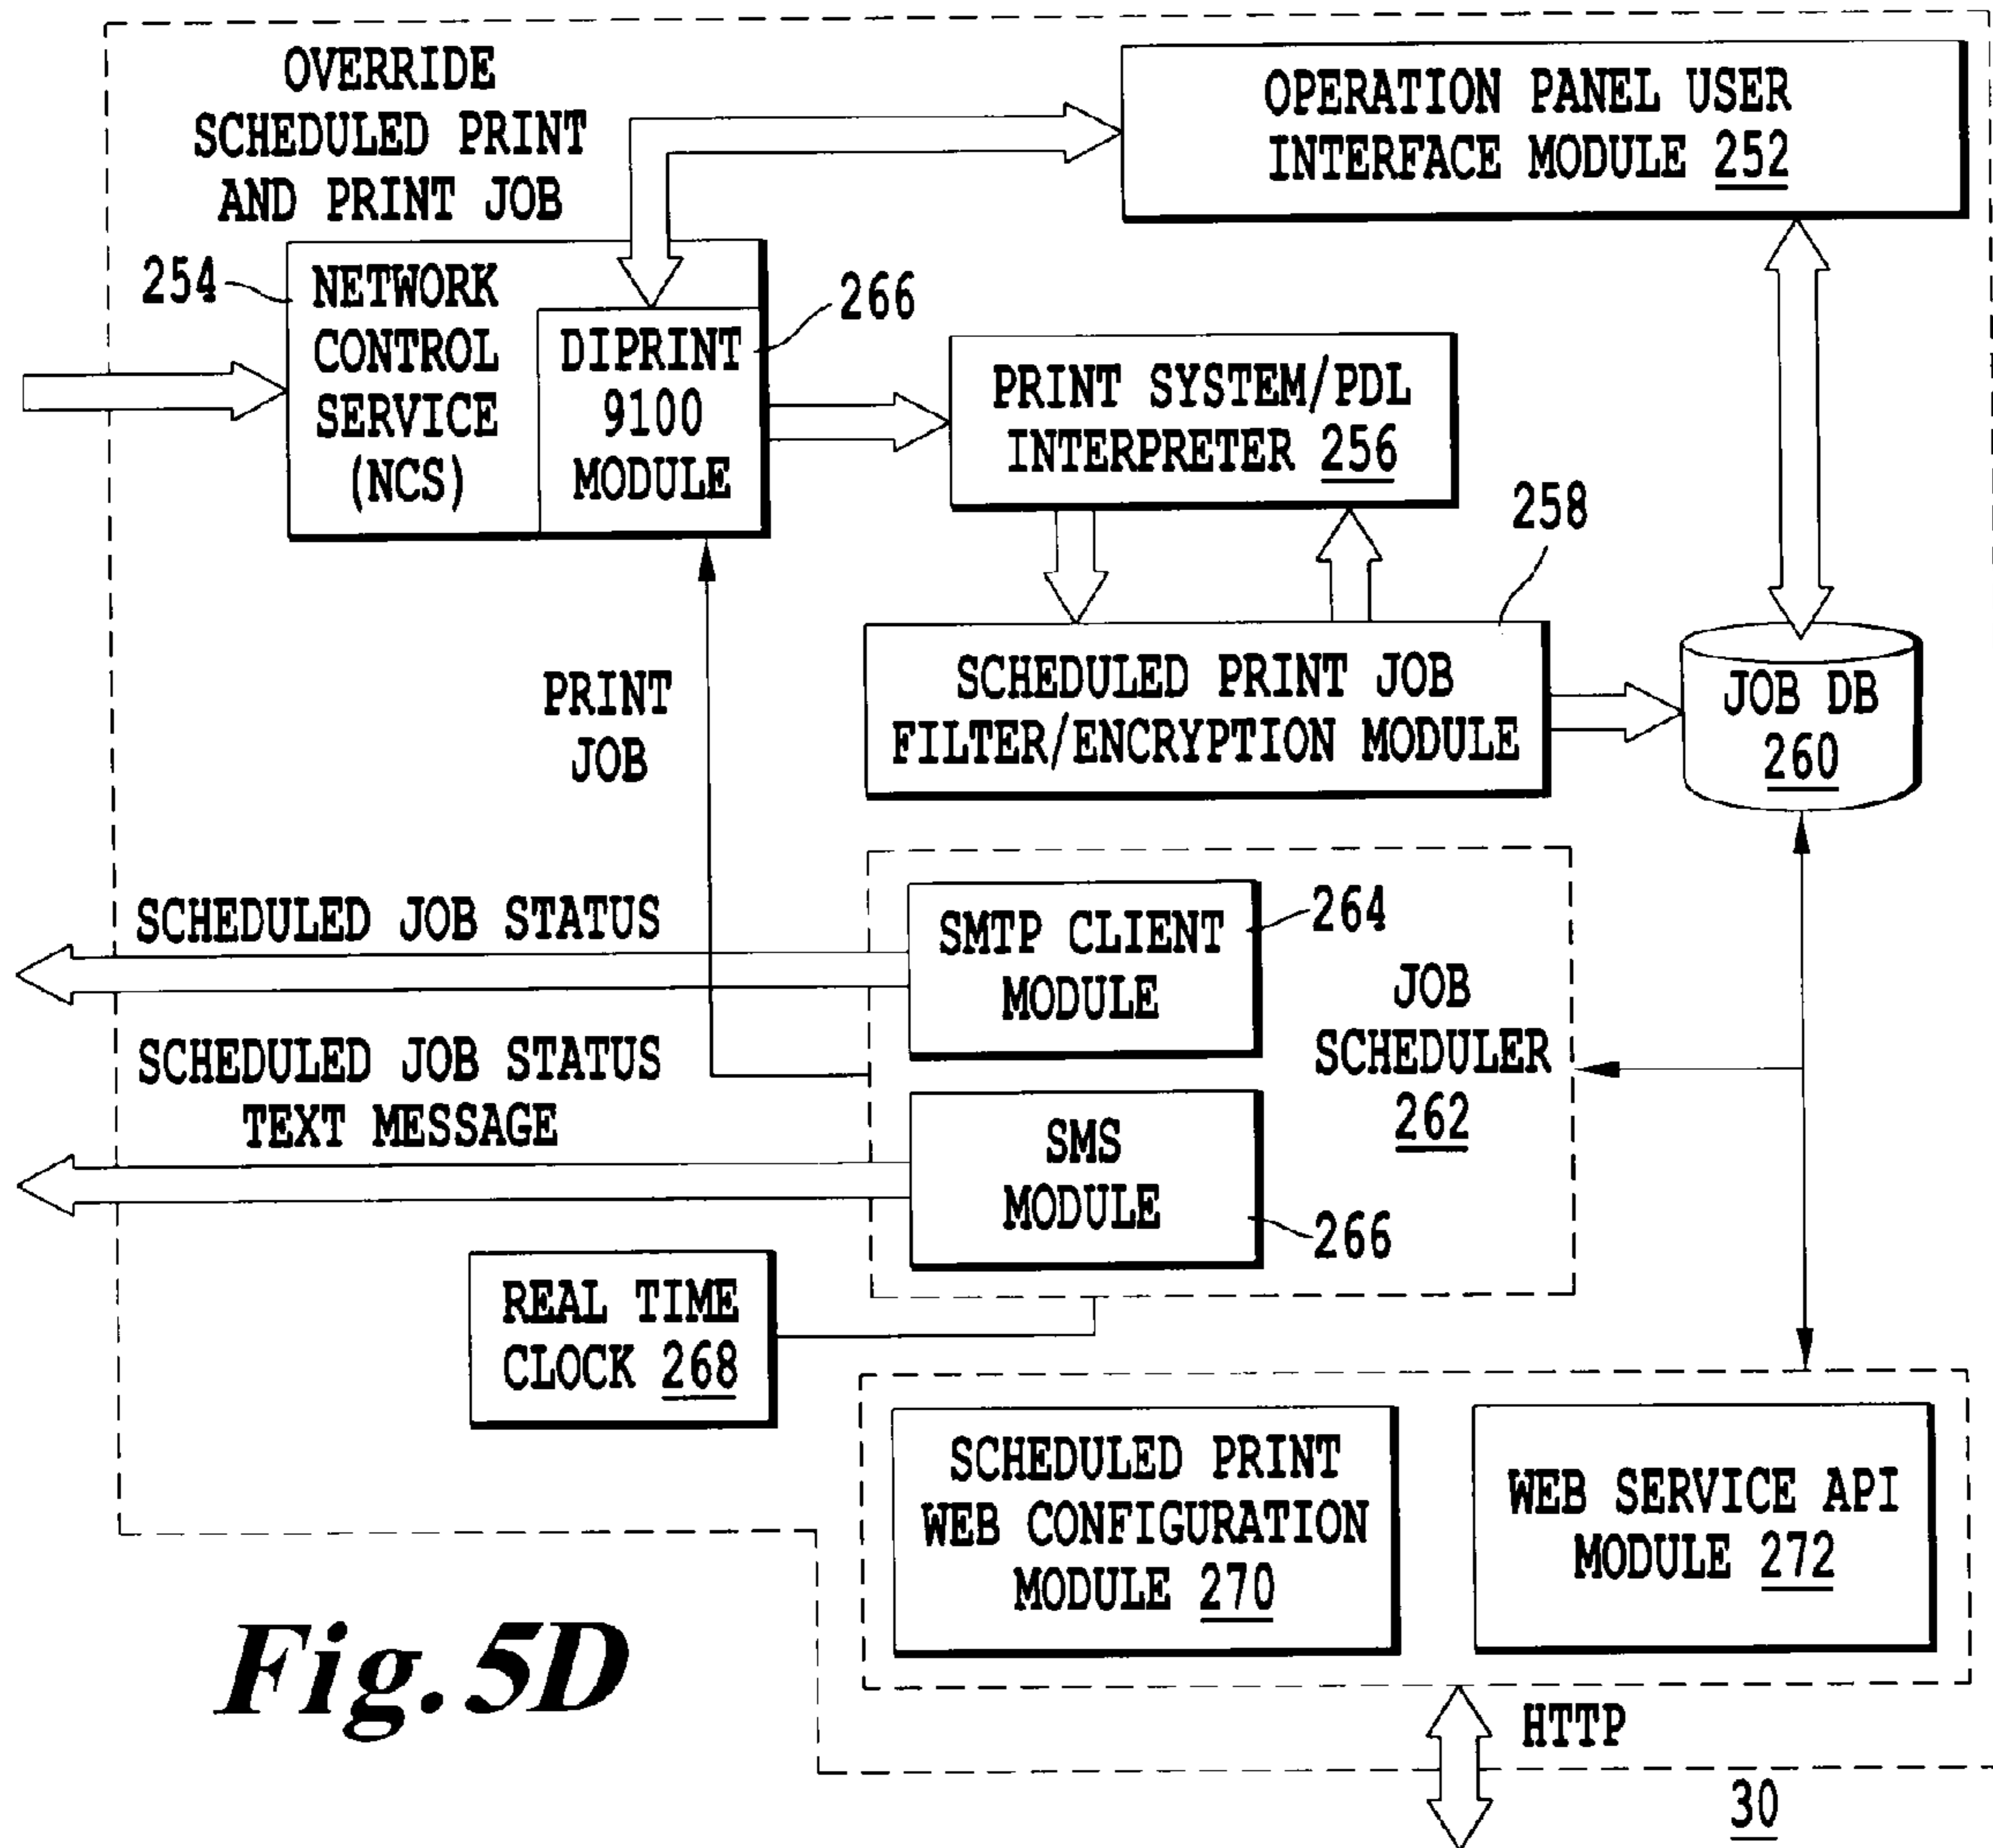 OVERRIDE
SCHEDULED PRINT
AND PRINT JOB
OPERATION PANEL USER
INTERFACE MODULE 252
254
NETWORK
CONTROL
SERVICE
(NCS)
DIPRINT
9100
MODULE
266
PRINT SYSTEM/PDL
INTERPRETER 256
258
SCHEDULED PRINT JOB
FILTER/ENCRYPTION MODULE
JOB DB
260
PRINT
JOB
SCHEDULED JOB STATUS
SMTP CLIENT
MODULE
264
JOB
SCHEDULER
262
SCHEDULED JOB STATUS
TEXT MESSAGE
SMS
MODULE
266
REAL TIME
CLOCK 268
SCHEDULED PRINT
WEB CONFIGURATION
MODULE 270
WEB SERVICE API
MODULE 272
HTTP
30
Fig. 5D